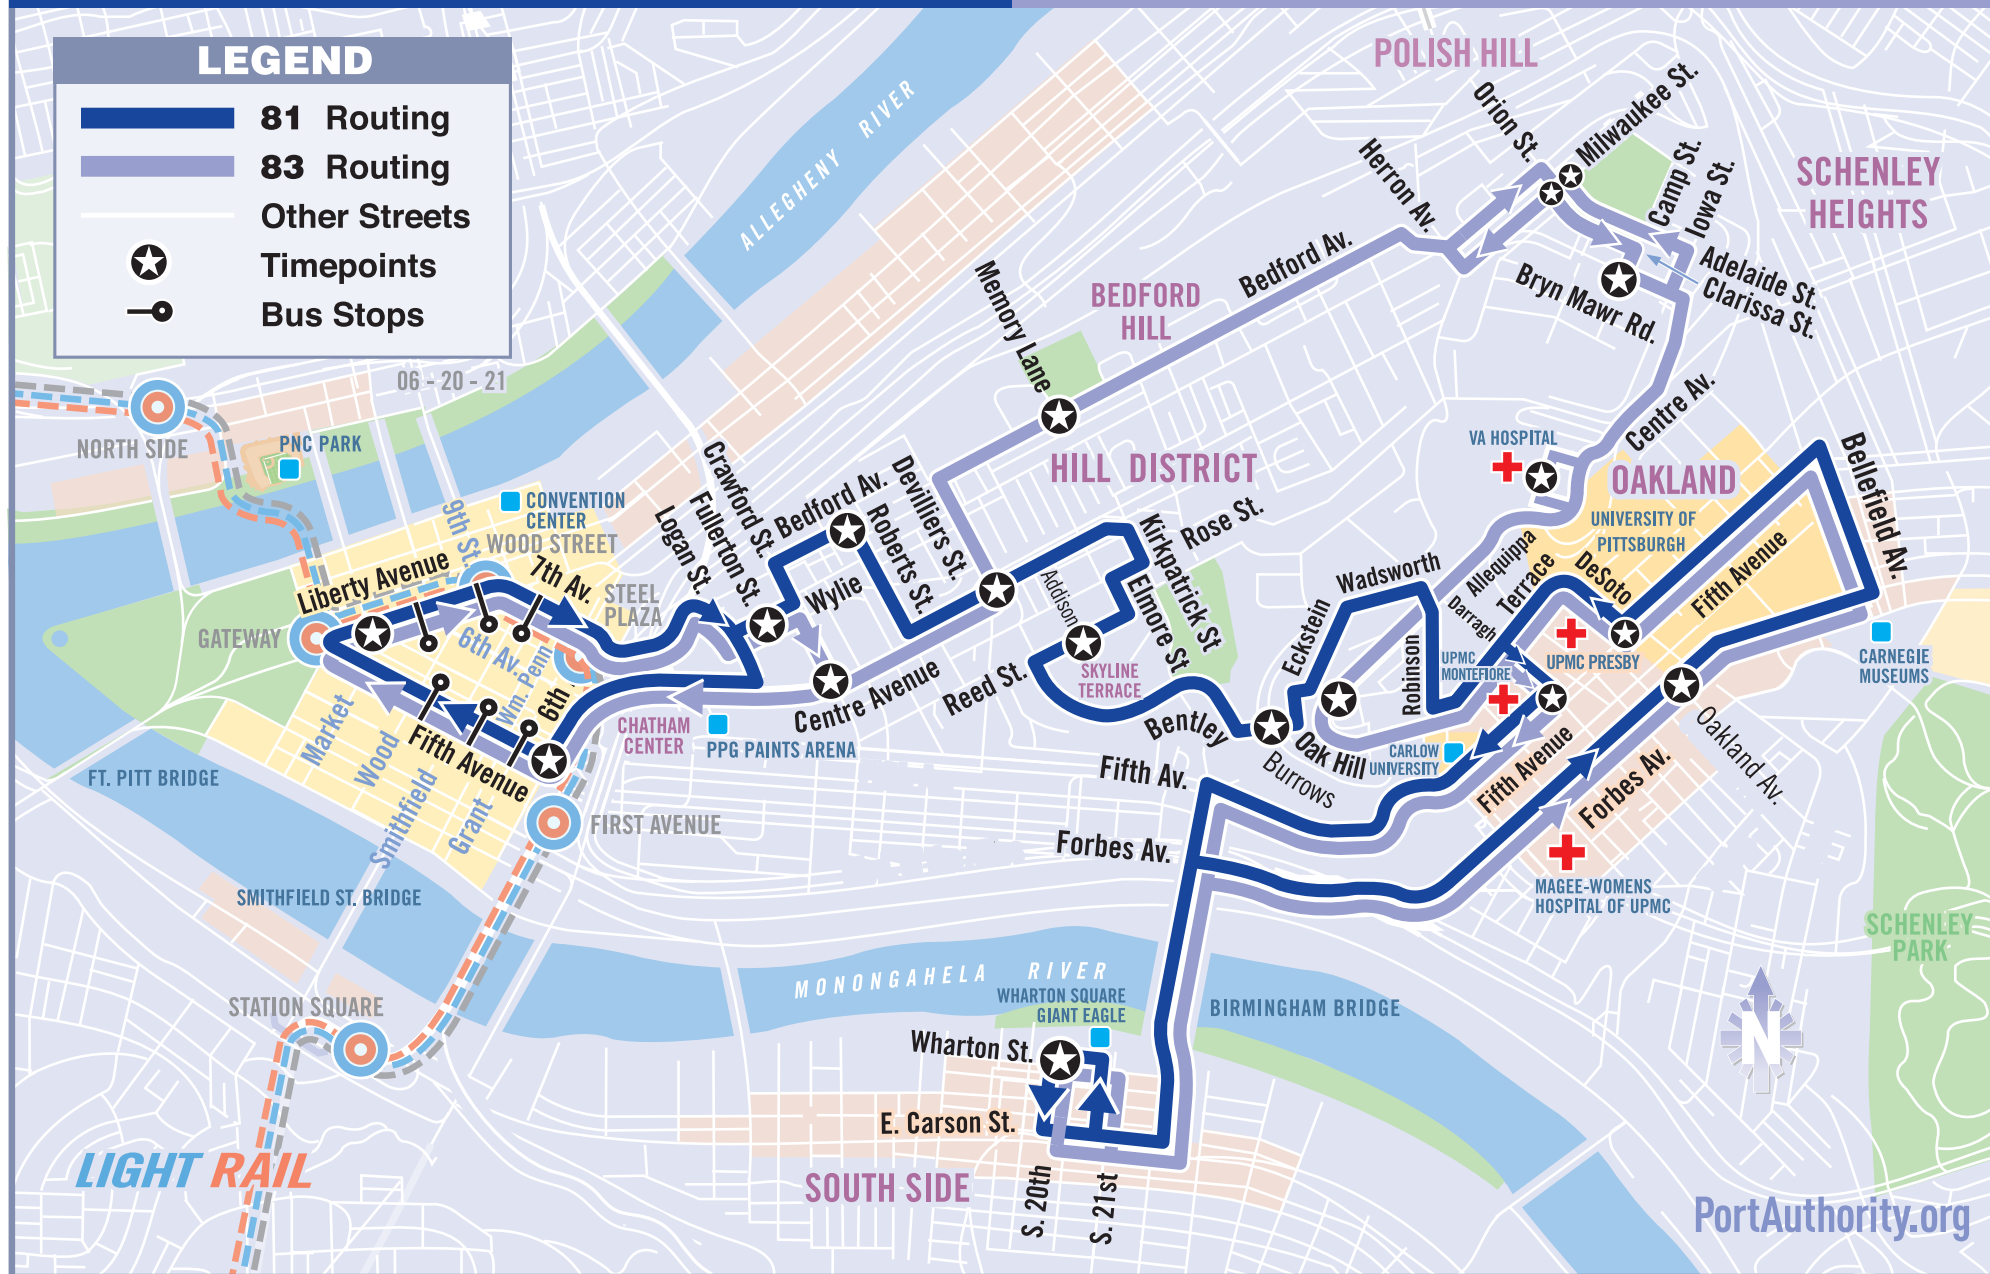 LEGEND
81 Routing
83 Routing
Other Streets
Timepoints
Bus Stops
06 - 20 - 21
POLISH HILL
SCHENLEY
HEIGHTS
ALLEGHENY RIVER
Orion St.
Milwaukee St.
Camp St.
Iowa St.
Herron Av.
Adelaide St.
Clarissa St.
Bryn Mawr Rd.
Bedford Av.
Memory Lane
BEDFORD
HILL
Centre Av.
NORTH SIDE
PNC PARK
VA HOSPITAL
OAKLAND
HILL DISTRICT
Bellefield Av.
CONVENTION
CENTER
WOOD STREET
9th St.
Crawford St.
Fullerton St.
Logan St.
Bedford Av.
Roberts St.
Devilliers St.
Wylie
Kirkpatrick St
Rose St.
Elmore St.
Addison
UNIVERSITY OF
PITTSBURGH
Allequippa
Terrace
DeSoto
Darragh
Wadsworth
Fifth Avenue
Liberty Avenue
7th Av.
STEEL
PLAZA
GATEWAY
6th Av.
Wm. Penn
6th
Eckstein
Robinson
UPMC
MONTEFIORE
UPMC PRESBY
CARNEGIE
MUSEUMS
SKYLINE
TERRACE
Reed St.
Bentley
Centre Avenue
CHATHAM
CENTER
PPG PAINTS ARENA
Market
Wood
Smithfield
Grant
Fifth Avenue
FT. PITT BRIDGE
Oak Hill
Burrows
CARLOW
UNIVERSITY
Fifth Avenue
Forbes Av.
Oakland Av.
Fifth Av.
Forbes Av.
FIRST AVENUE
SMITHFIELD ST. BRIDGE
MAGEE-WOMENS
HOSPITAL OF UPMC
SCHENLEY
PARK
STATION SQUARE
MONONGAHELA RIVER
WHARTON SQUARE
GIANT EAGLE
BIRMINGHAM BRIDGE
N
Wharton St.
E. Carson St.
SOUTH SIDE
S. 20th
S. 21st
LIGHT RAIL
PortAuthority.org